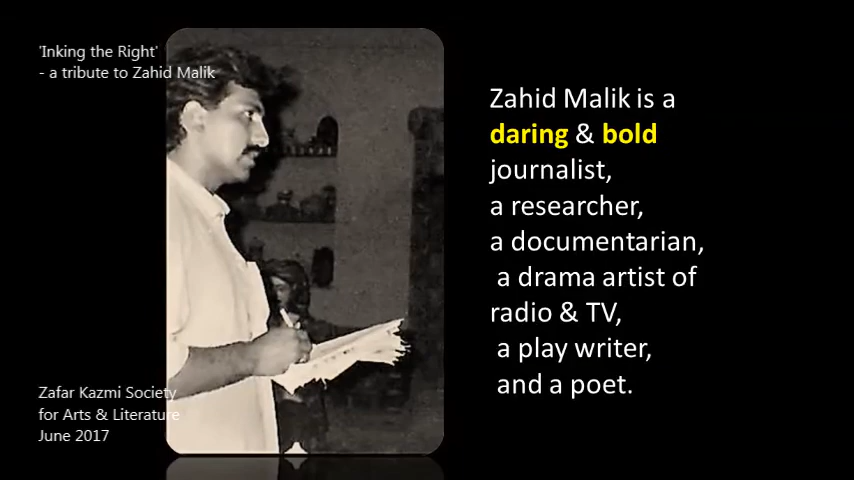 'Inking the Right'
- a tribute to Zahid Malik
Zahid Malik is a
daring & bold
journalist,
a researcher,
a documentarian,
a drama artist of
radio & TV,
a play writer,
and a poet.
Zafar Kazmi Society
for Arts & Literature
June 2017